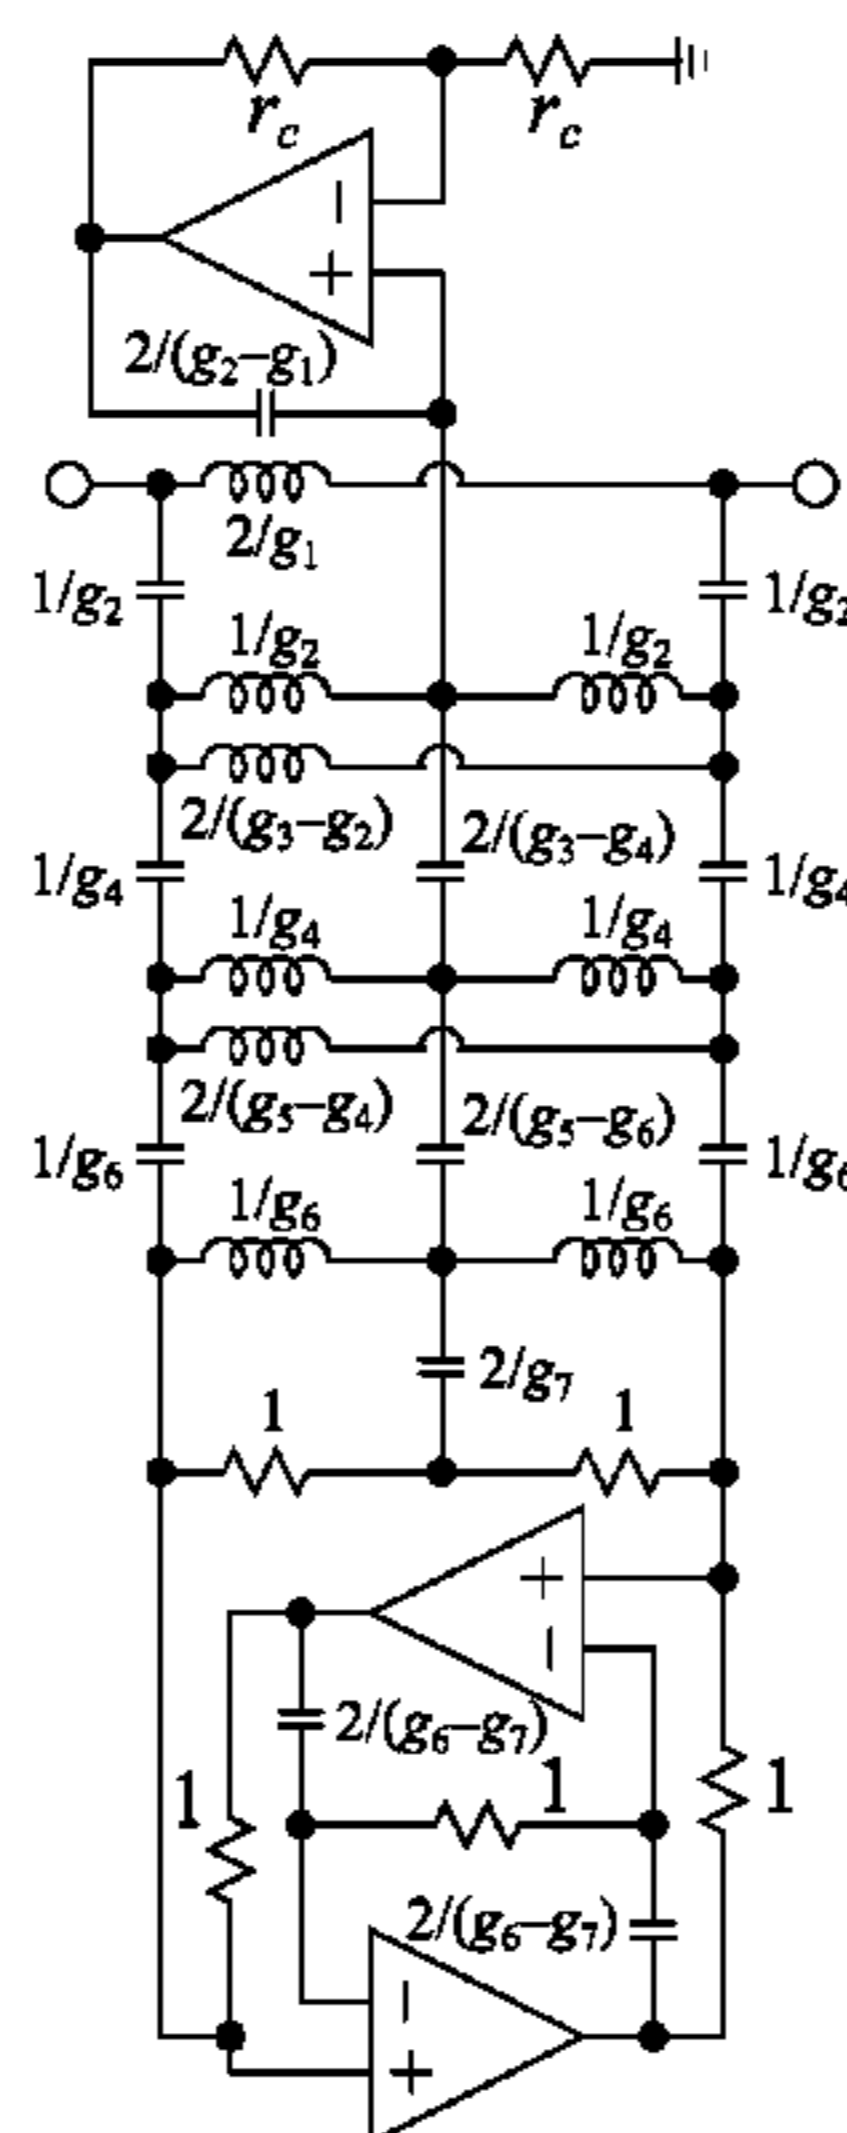 r_c r_c
−
+
2/(g₂–g₁)
2/g₁
1/g₂ 1/g₂
1/g₂ 1/g₂
2/(g₃–g₂) 2/(g₃–g₄)
1/g₄ 1/g₄
1/g₄ 1/g₄
2/(g₅–g₄) 2/(g₅–g₆)
1/g₆ 1/g₆
1/g₆ 1/g₆
2/g₇
1 1
+
−
2/(g₆–g₇)
1 1 1
2/(g₆–g₇)
−
+